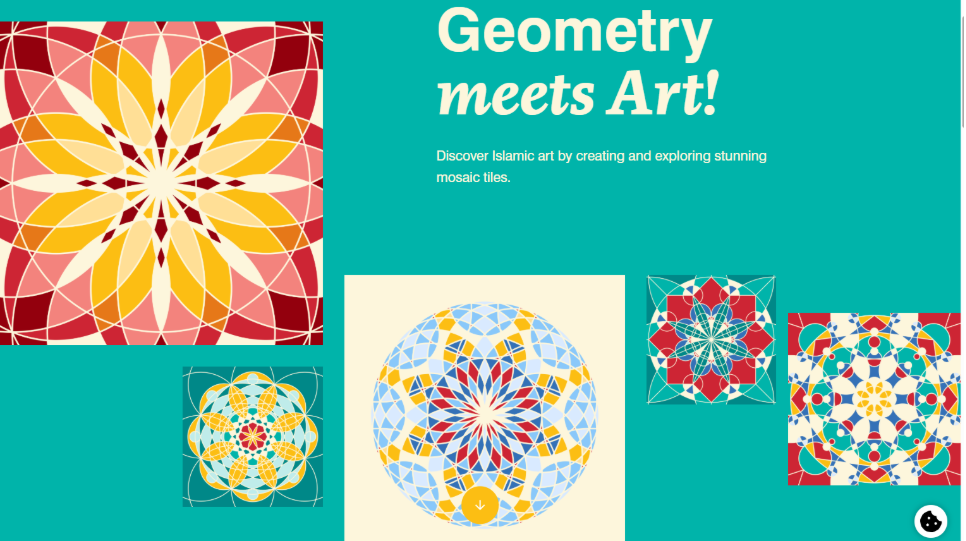 Geometry
meets Art!
Discover Islamic art by creating and exploring stunning
mosaic tiles.